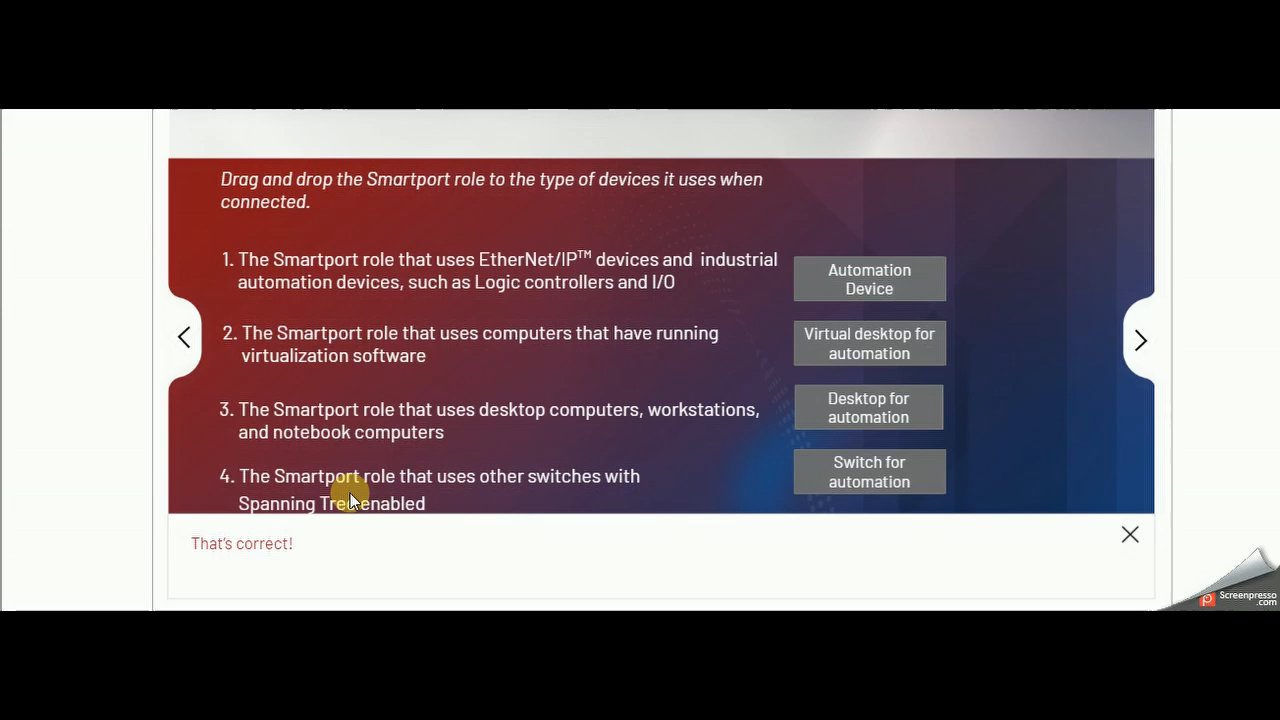 Drag and drop the Smartport role to the type of devices it uses when
connected.
1. The Smartport role that uses EtherNet/IP™ devices and industrial
automation devices, such as Logic controllers and I/O
Automation
Device
2. The Smartport role that uses computers that have running
virtualization software
Virtual desktop for
automation
3. The Smartport role that uses desktop computers, workstations,
and notebook computers
Desktop for
automation
4. The Smartport role that uses other switches with
Spanning Tree enabled
Switch for
automation
That's correct!
Screenpresso
.com